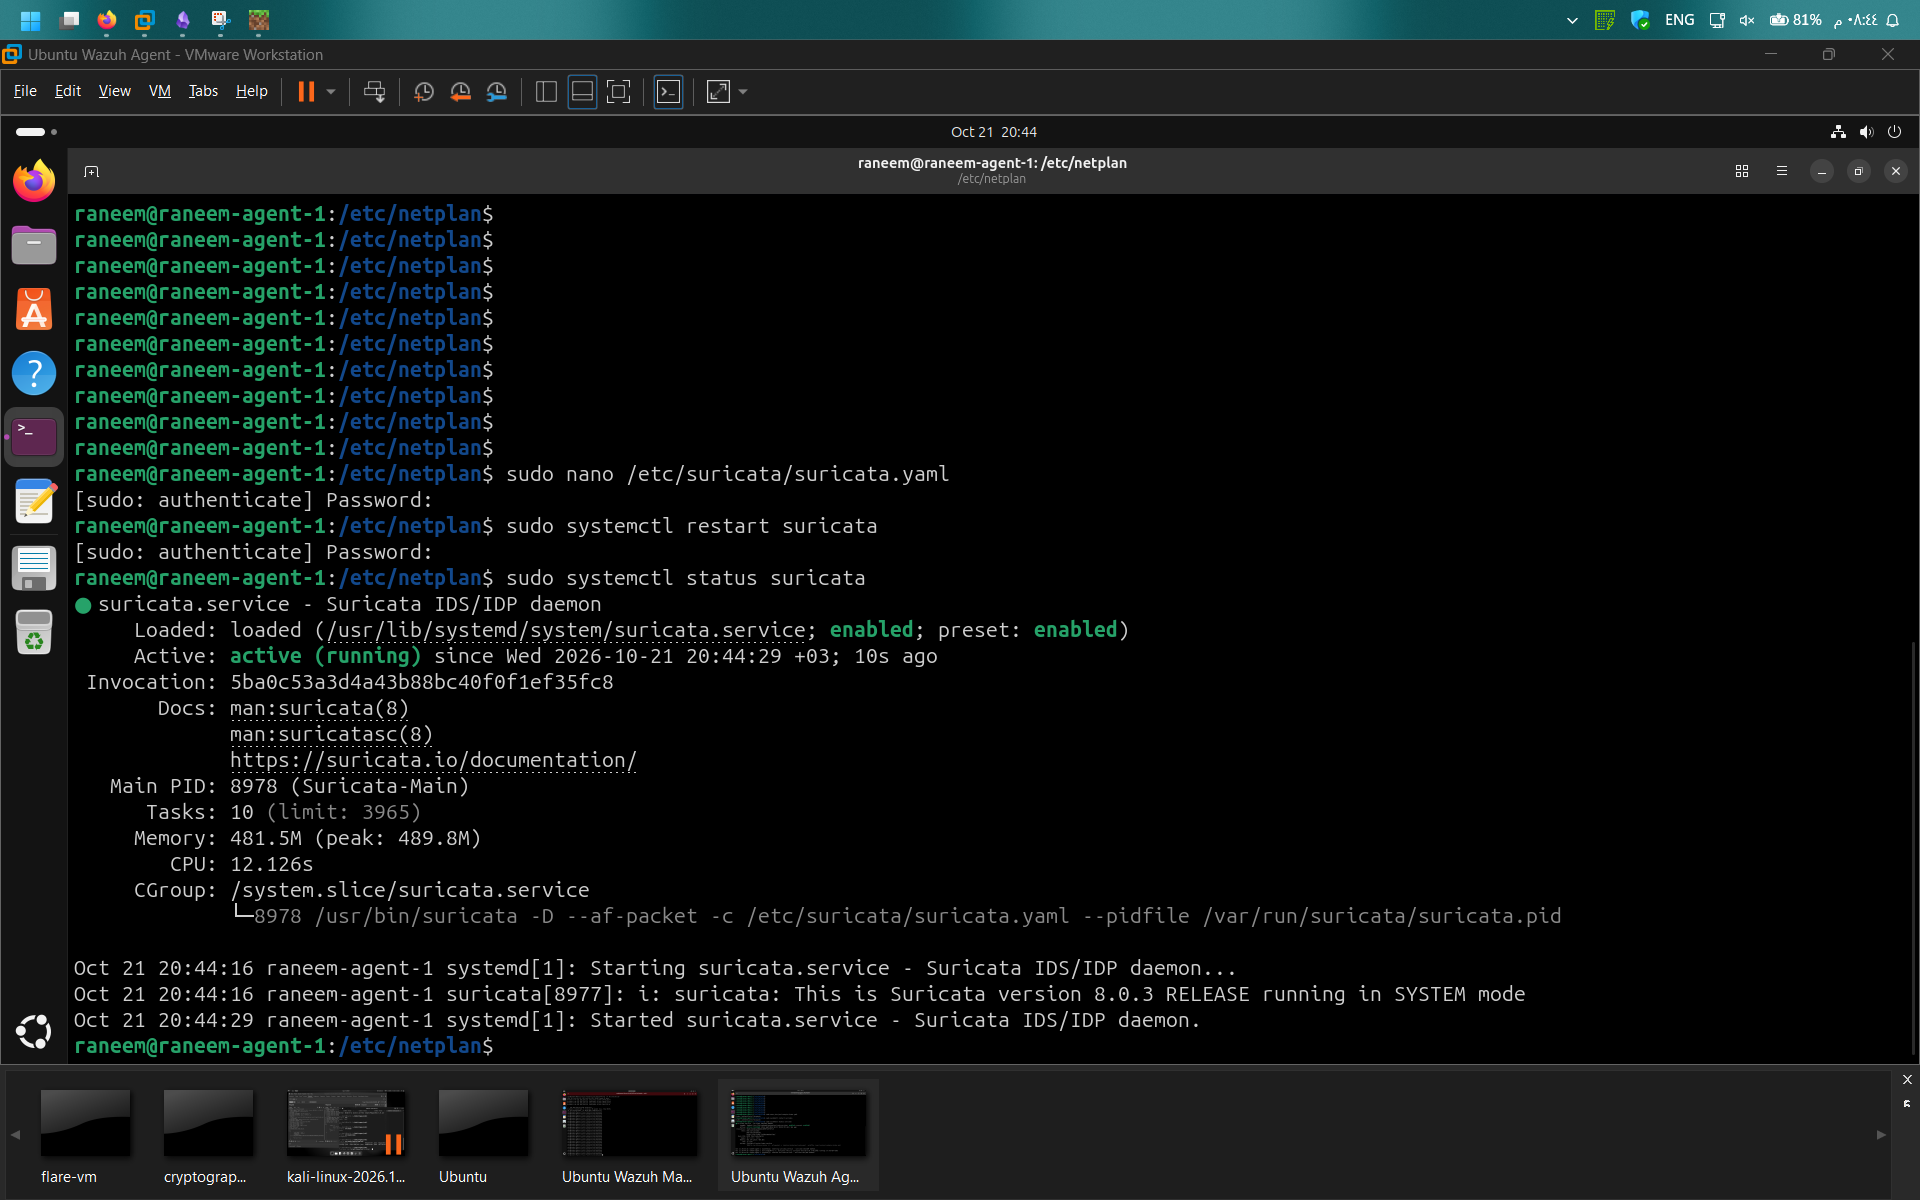 ENG
81%
٠٨:٤٤ م
Ubuntu Wazuh Agent - VMware Workstation
File Edit View VM Tabs Help
Oct 21 20:44
raneem@raneem-agent-1: /etc/netplan
/etc/netplan
raneem@raneem-agent-1:/etc/netplan$
raneem@raneem-agent-1:/etc/netplan$
raneem@raneem-agent-1:/etc/netplan$
raneem@raneem-agent-1:/etc/netplan$
raneem@raneem-agent-1:/etc/netplan$
raneem@raneem-agent-1:/etc/netplan$
raneem@raneem-agent-1:/etc/netplan$
raneem@raneem-agent-1:/etc/netplan$
raneem@raneem-agent-1:/etc/netplan$
raneem@raneem-agent-1:/etc/netplan$
raneem@raneem-agent-1:/etc/netplan$ sudo nano /etc/suricata/suricata.yaml
[sudo: authenticate] Password:
raneem@raneem-agent-1:/etc/netplan$ sudo systemctl restart suricata
[sudo: authenticate] Password:
raneem@raneem-agent-1:/etc/netplan$ sudo systemctl status suricata
● suricata.service - Suricata IDS/IDP daemon
Loaded: loaded (/usr/lib/systemd/system/suricata.service; enabled; preset: enabled)
Active: active (running) since Wed 2026-10-21 20:44:29 +03; 10s ago
Invocation: 5ba0c53a3d4a43b88bc40f0f1ef35fc8
Docs: man:suricata(8)
man:suricatasc(8)
https://suricata.io/documentation/
Main PID: 8978 (Suricata-Main)
Tasks: 10 (limit: 3965)
Memory: 481.5M (peak: 489.8M)
CPU: 12.126s
CGroup: /system.slice/suricata.service
└─8978 /usr/bin/suricata -D --af-packet -c /etc/suricata/suricata.yaml --pidfile /var/run/suricata/suricata.pid
Oct 21 20:44:16 raneem-agent-1 systemd[1]: Starting suricata.service - Suricata IDS/IDP daemon...
Oct 21 20:44:16 raneem-agent-1 suricata[8977]: i: suricata: This is Suricata version 8.0.3 RELEASE running in SYSTEM mode
Oct 21 20:44:29 raneem-agent-1 systemd[1]: Started suricata.service - Suricata IDS/IDP daemon.
raneem@raneem-agent-1:/etc/netplan$
flare-vm
cryptograp...
kali-linux-2026.1...
Ubuntu
Ubuntu Wazuh Ma...
Ubuntu Wazuh Ag...